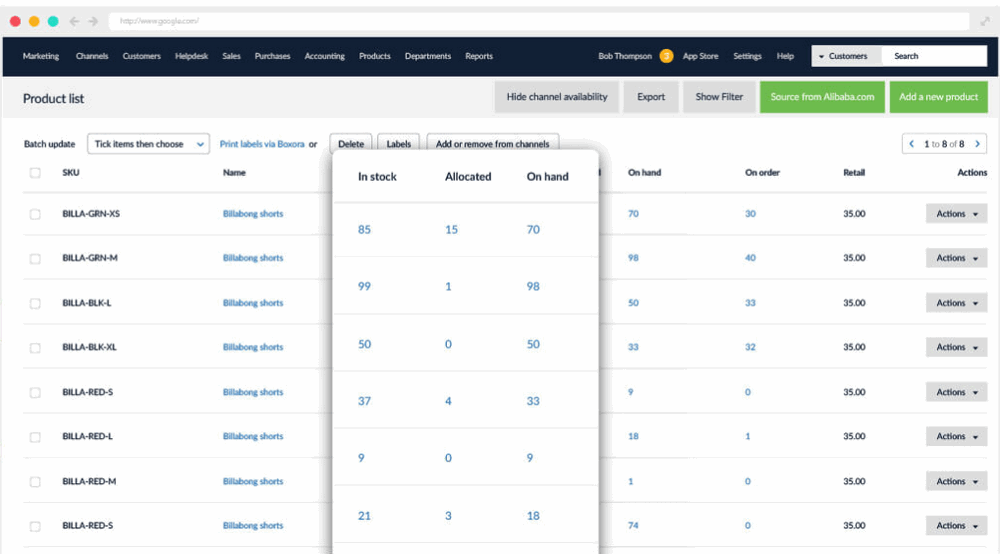 http://www.google.com/
Marketing Channels Customers Helpdesk Sales Purchases Accounting Products Departments Reports Bob Thompson 3 App Store Settings Help Customers Search
Product list Hide channel availability Export Show Filter Source from Alibaba.com Add a new product
Batch update Tick items then choose Print labels via Boxora or Delete Labels Add or remove from channels 1 to 8 of 8
SKU Name On hand On order Retail Actions
In stock Allocated On hand
BILLA-GRN-XS Billabong shorts 70 30 35.00 Actions
85 15 70
BILLA-GRN-M Billabong shorts 98 40 35.00 Actions
99 1 98
BILLA-BLK-L Billabong shorts 50 33 35.00 Actions
50 0 50
BILLA-BLK-XL Billabong shorts 33 32 35.00 Actions
37 4 33
BILLA-RED-S Billabong shorts 9 0 35.00 Actions
BILLA-RED-L Billabong shorts 18 1 35.00 Actions
9 0 9
BILLA-RED-M Billabong shorts 1 0 35.00 Actions
21 3 18
BILLA-RED-S Billabong shorts 74 0 35.00 Actions